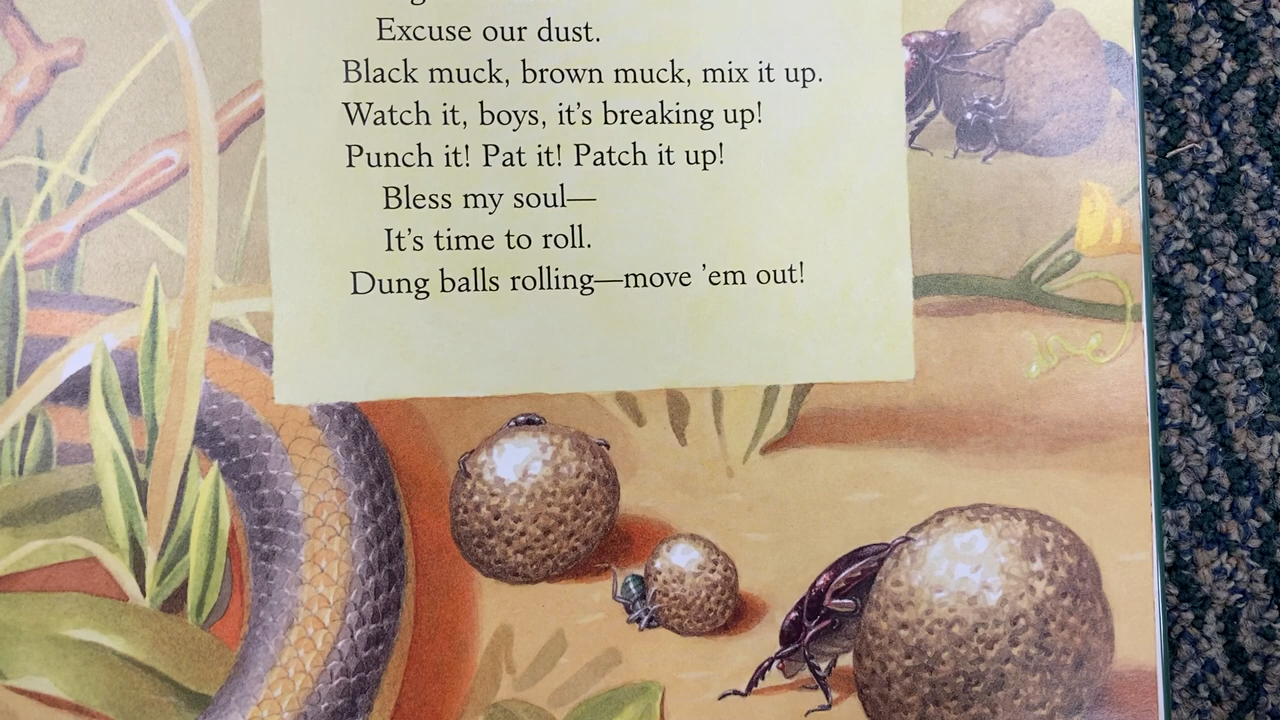 Excuse our dust.
Black muck, brown muck, mix it up.
Watch it, boys, it's breaking up!
Punch it! Pat it! Patch it up!
Bless my soul—
It's time to roll.
Dung balls rolling—move 'em out!